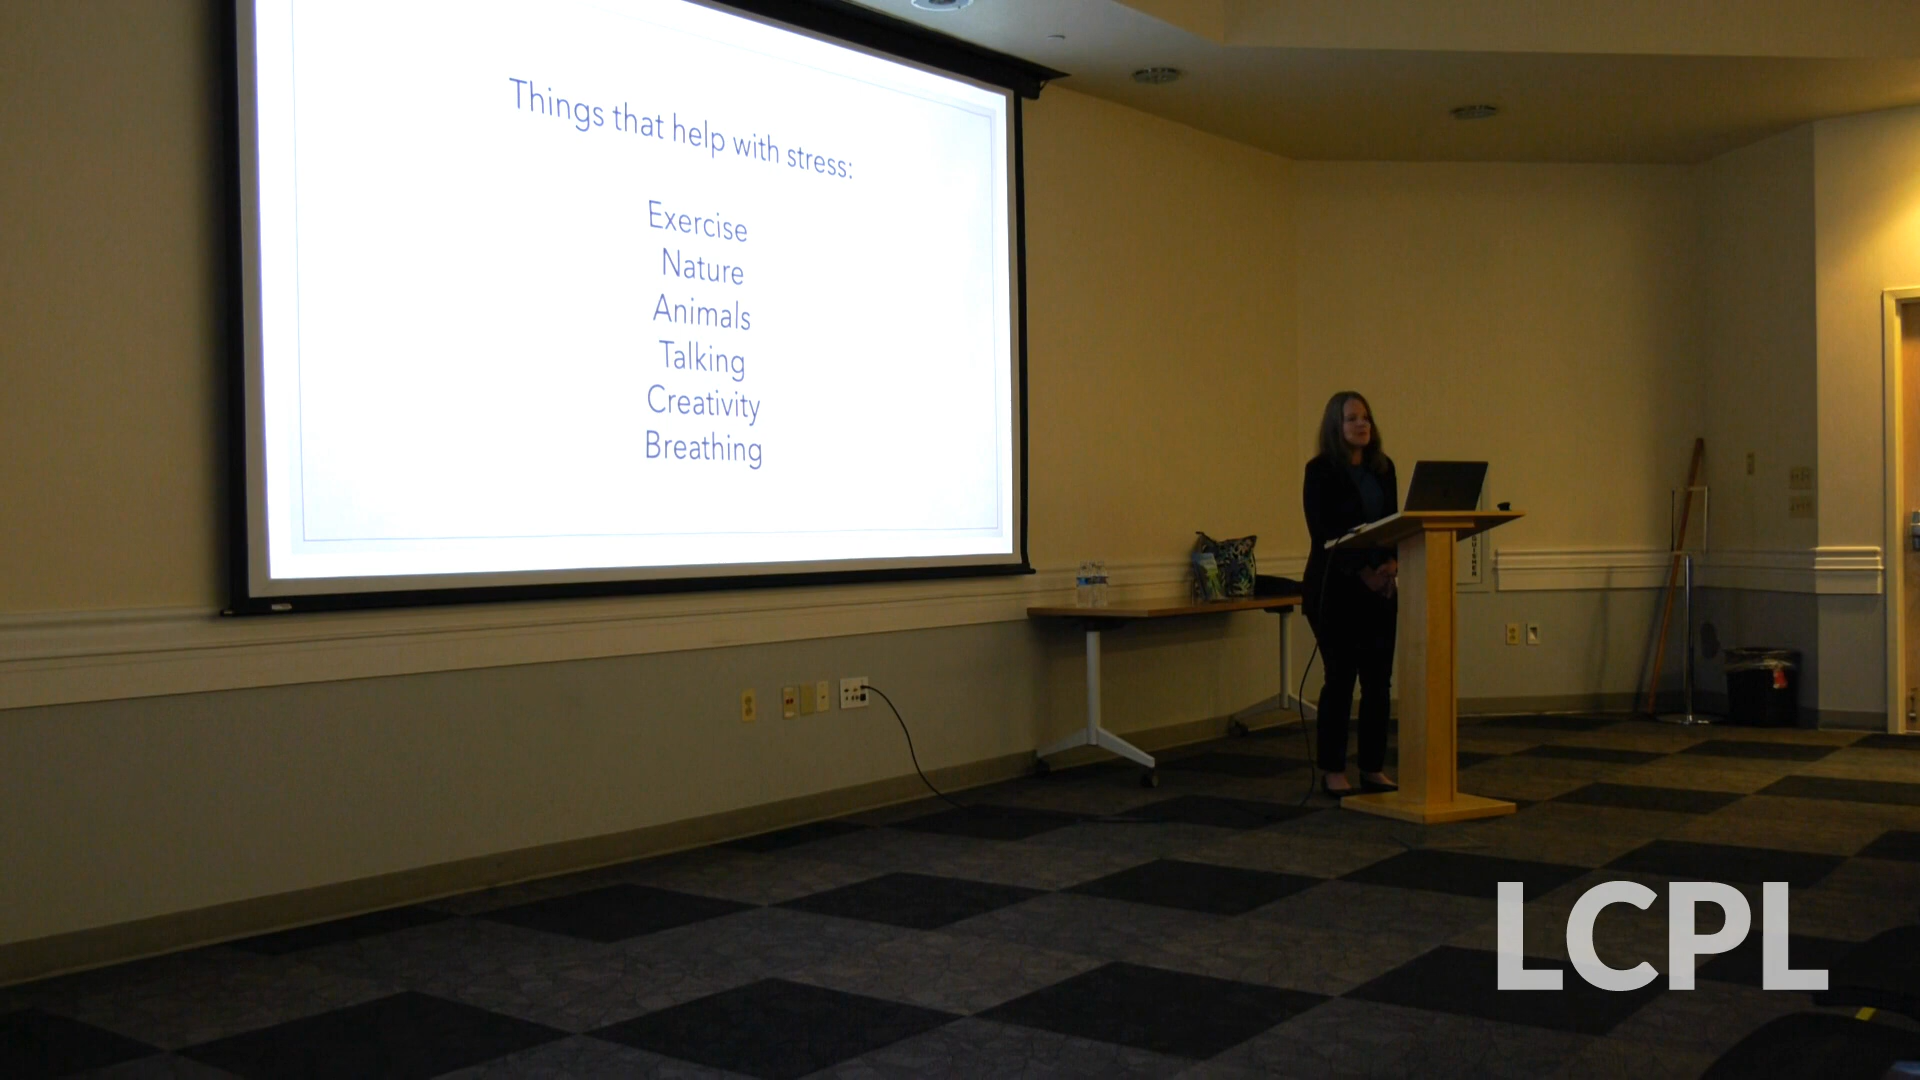 Things that help with stress:
Exercise
Nature
Animals
Talking
Creativity
Breathing
LCPL